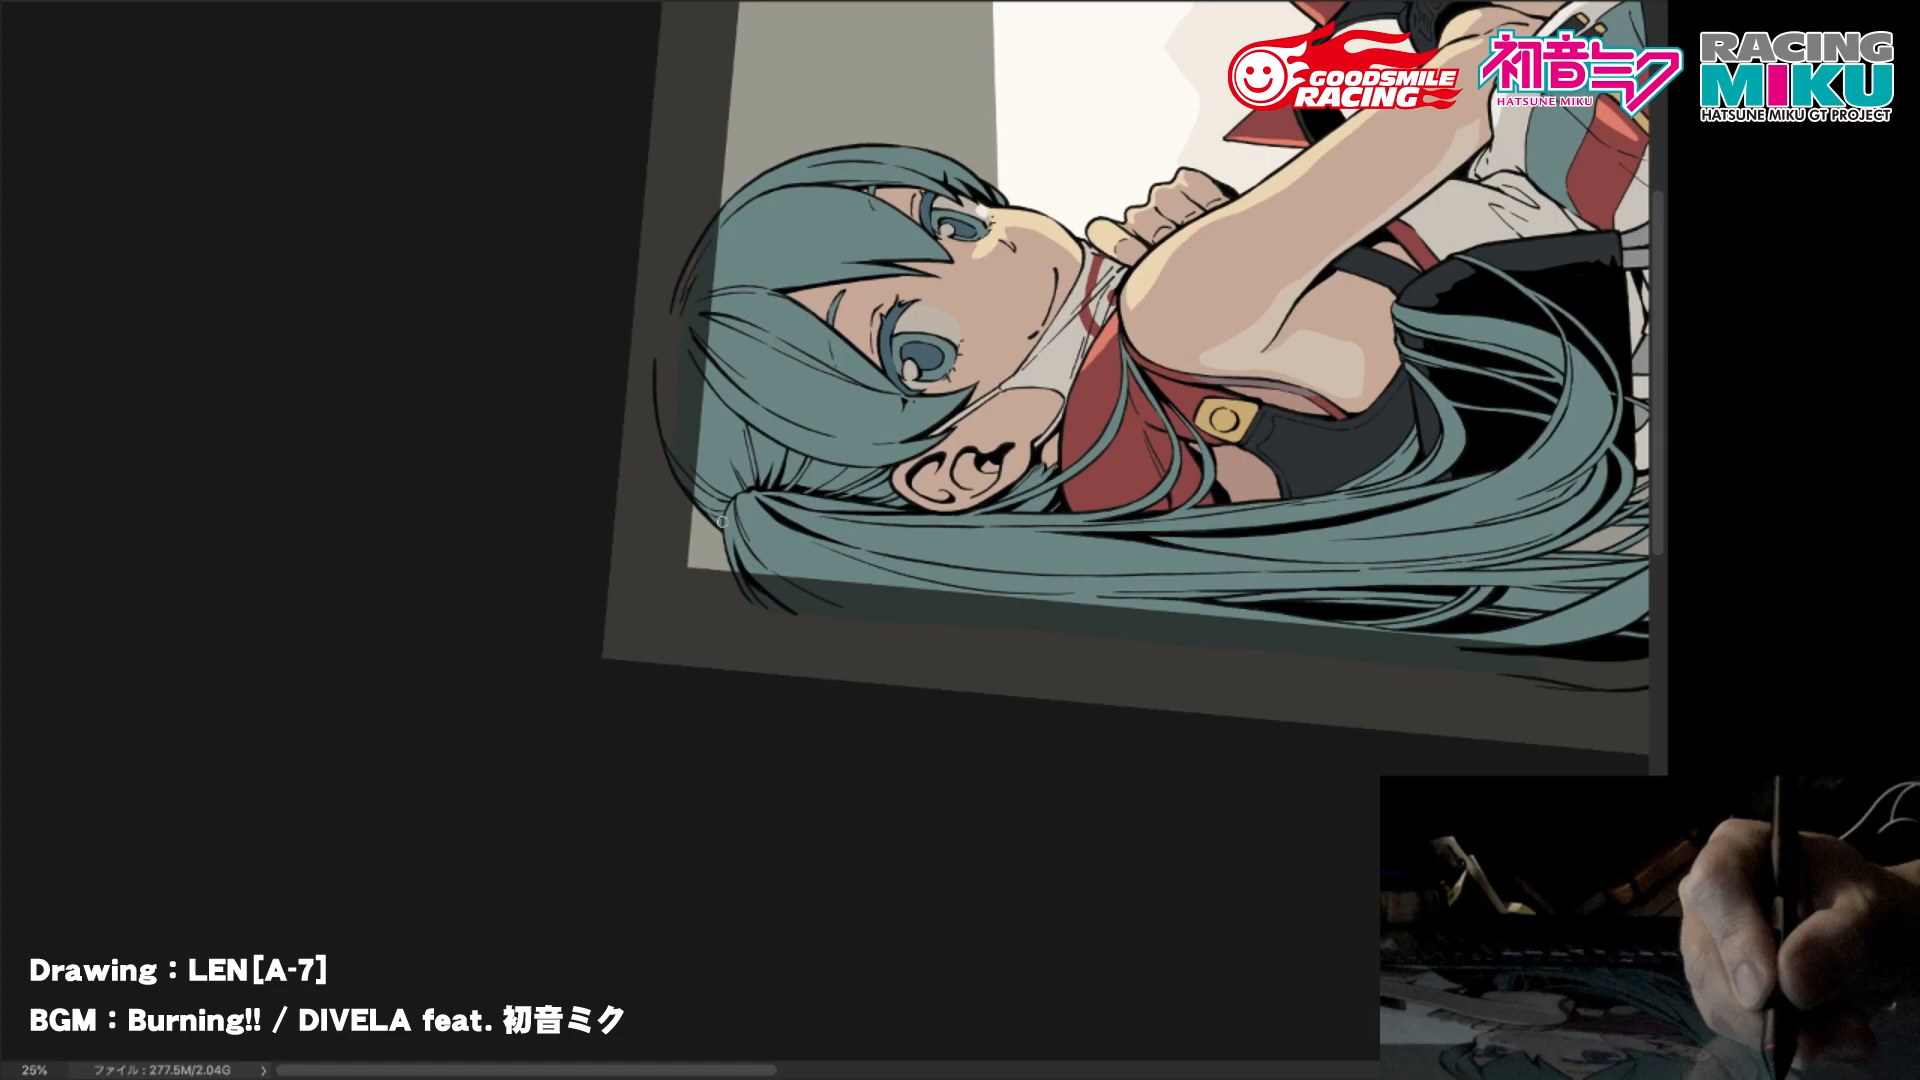 GOODSMILE
RACING
初音ミク
HATSUNE MIKU
RACING
MIKU
HATSUNE MIKU GT PROJECT
Drawing：LEN[A-7]
BGM：Burning!! / DIVELA feat. 初音ミク
25% ファイル：277.5M/2.04G